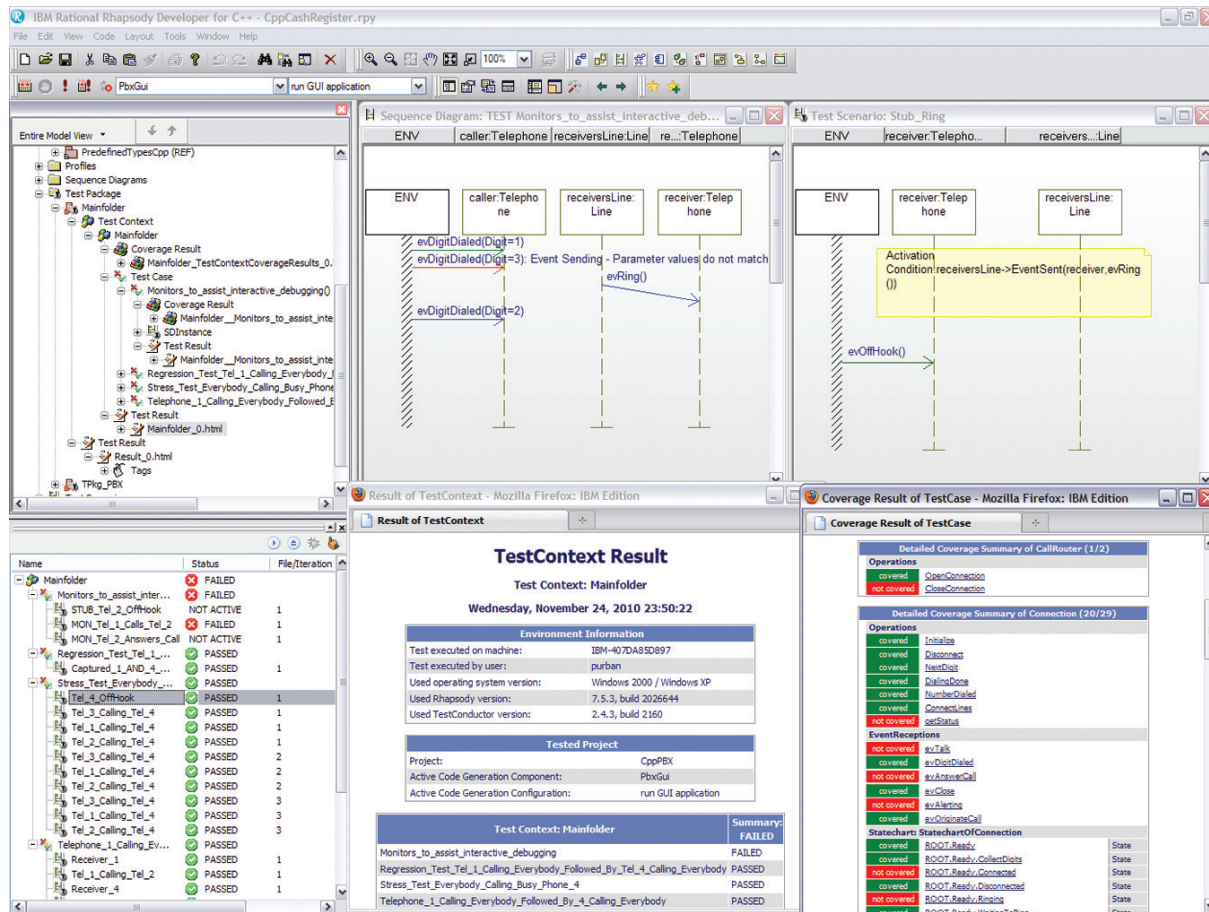 IBM Rational Rhapsody Developer for C++ - CppCashRegister.rpy
File Edit View Code Layout Tools Window Help
100%
PbxGui
run GUI application
Entire Model View
PredefinedTypesCpp (REF)
Profiles
Sequence Diagrams
Test Package
Mainfolder
Test Context
Mainfolder
Coverage Result
Mainfolder_TestContextCoverageResults_0.
Test Case
Monitors_to_assist_interactive_debugging()
Coverage Result
Mainfolder__Monitors_to_assist_inte
SDInstance
Test Result
Mainfolder__Monitors_to_assist_inte
Regression_Test_Tel_1_Calling_Everybody_
Stress_Test_Everybody_Calling_Busy_Phone
Telephone_1_Calling_Everybody_Followed_E
Test Result
Mainfolder_0.html
Test Result
Result_0.html
Tags
TPkg_PBX
Sequence Diagram: TEST Monitors_to_assist_interactive_deb...
ENV caller:Telephone receiversLine:Line re...:Telephone
ENV
caller:Telepho
ne
receiversLine:
Line
receiver:Telep
hone
evDigitDialed(Digit=1)
evDigitDialed(Digit=3): Event Sending - Parameter values do not match
evRing()
evDigitDialed(Digit=2)
Test Scenario: Stub_Ring
ENV receiver:Telepho... receivers...:Line
ENV
receiver:Telep
hone
receiversLine:
Line
Activation
Condition:receiversLine->EventSent(receiver,evRing
())
evOffHook()
Name Status File/Iteration
Mainfolder FAILED
Monitors_to_assist_inter... FAILED
STUB_Tel_2_OffHook NOT ACTIVE 1
MON_Tel_1_Calls_Tel_2 FAILED 1
MON_Tel_2_Answers_Call NOT ACTIVE 1
Regression_Test_Tel_1_... PASSED
Captured_1_AND_4_... PASSED 1
Stress_Test_Everybody_... PASSED
Tel_4_OffHook PASSED 1
Tel_3_Calling_Tel_4 PASSED 1
Tel_1_Calling_Tel_4 PASSED 1
Tel_2_Calling_Tel_4 PASSED 1
Tel_3_Calling_Tel_4 PASSED 2
Tel_1_Calling_Tel_4 PASSED 2
Tel_2_Calling_Tel_4 PASSED 2
Tel_3_Calling_Tel_4 PASSED 3
Tel_1_Calling_Tel_4 PASSED 3
Tel_2_Calling_Tel_4 PASSED 3
Telephone_1_Calling_Ev... PASSED
Receiver_1 PASSED 1
Tel_1_Calling_Tel_2 PASSED 1
Receiver_4 PASSED 1
Result of TestContext - Mozilla Firefox: IBM Edition
Result of TestContext
TestContext Result
Test Context: Mainfolder
Wednesday, November 24, 2010 23:50:22
Environment Information
Test executed on machine: IBM-407DA85D897
Test executed by user: purban
Used operating system version: Windows 2000 / Windows XP
Used Rhapsody version: 7.5.3, build 2026644
Used TestConductor version: 2.4.3, build 2160
Tested Project
Project: CppPBX
Active Code Generation Component: PbxGui
Active Code Generation Configuration: run GUI application
Test Context: Mainfolder Summary: FAILED
Monitors_to_assist_interactive_debugging FAILED
Regression_Test_Tel_1_Calling_Everybody_Followed_By_Tel_4_Calling_Everybody PASSED
Stress_Test_Everybody_Calling_Busy_Phone_4 PASSED
Telephone_1_Calling_Everybody_Followed_By_4_Calling_Everybody PASSED
Coverage Result of TestCase - Mozilla Firefox: IBM Edition
Coverage Result of TestCase
Detailed Coverage Summary of CallRouter (1/2)
Operations
covered OpenConnection
not covered CloseConnection
Detailed Coverage Summary of Connection (20/29)
Operations
covered Initialize
covered Disconnect
covered NextDigit
covered DialingDone
covered NumberDialed
covered ConnectLines
not covered getStatus
EventReceptions
not covered evTalk
covered evDigitDialed
not covered evAnswerCall
covered evClose
not covered evAlerting
covered evOriginateCall
Statechart: StatechartOfConnection
covered ROOT.Ready State
covered ROOT.Ready.CollectDigits State
not covered ROOT.Ready.Connected State
covered ROOT.Ready.Disconnected State
not covered ROOT.Ready.Ringing State